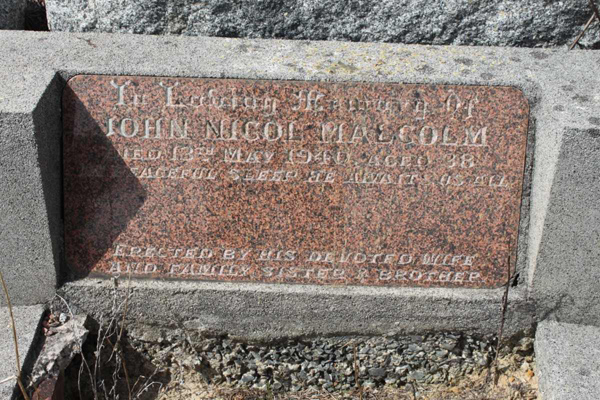 In Loving Memory Of
JOHN NICOL MALCOLM
DIED 13TH MAY 1940, AGED 38
PEACEFUL SLEEP HE AWAITS US ALL
ERECTED BY HIS DEVOTED WIFE
AND FAMILY SISTER & BROTHER